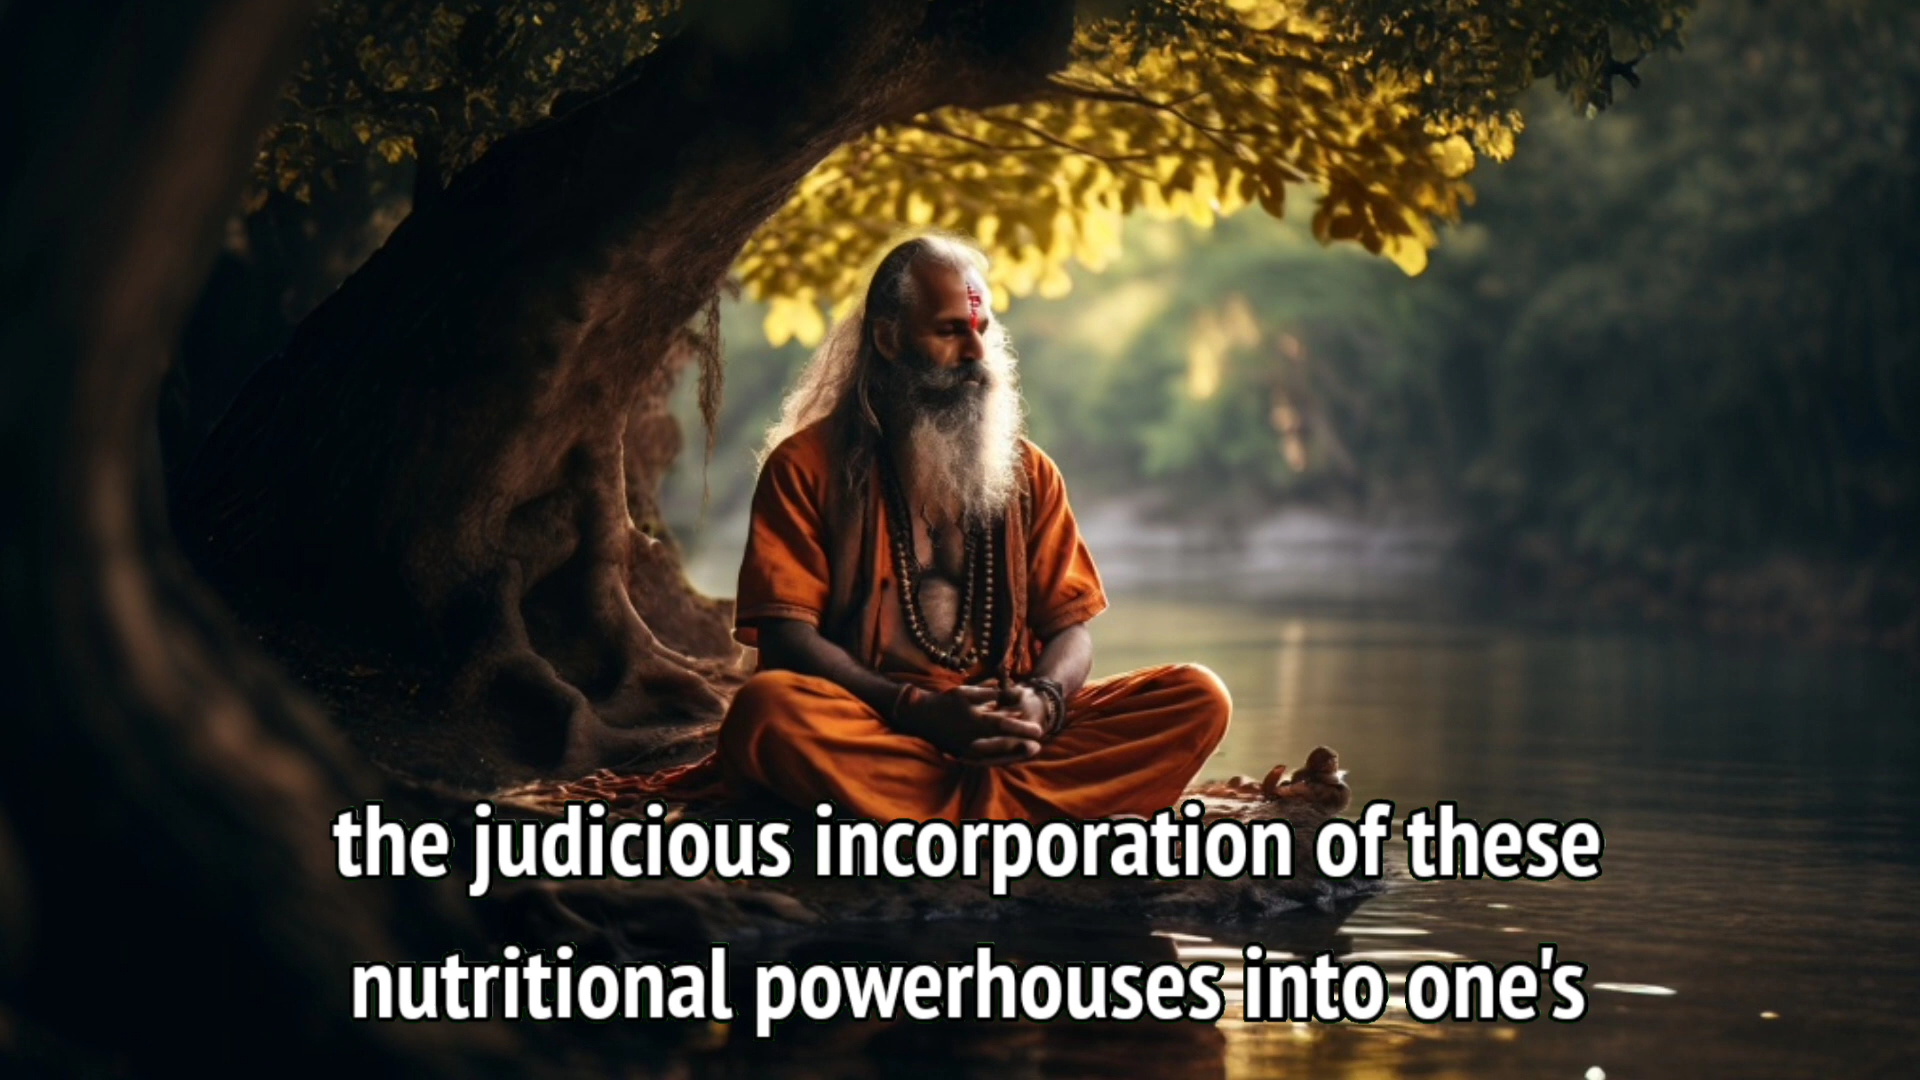 the judicious incorporation of these
nutritional powerhouses into one's